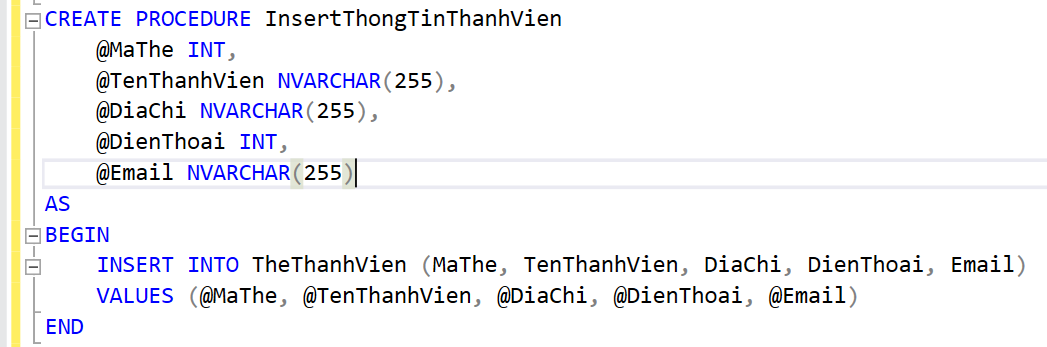 CREATE PROCEDURE InsertThongTinThanhVien
@MaThe INT,
@TenThanhVien NVARCHAR(255),
@DiaChi NVARCHAR(255),
@DienThoai INT,
@Email NVARCHAR(255)
AS
BEGIN
INSERT INTO TheThanhVien (MaThe, TenThanhVien, DiaChi, DienThoai, Email)
VALUES (@MaThe, @TenThanhVien, @DiaChi, @DienThoai, @Email)
END